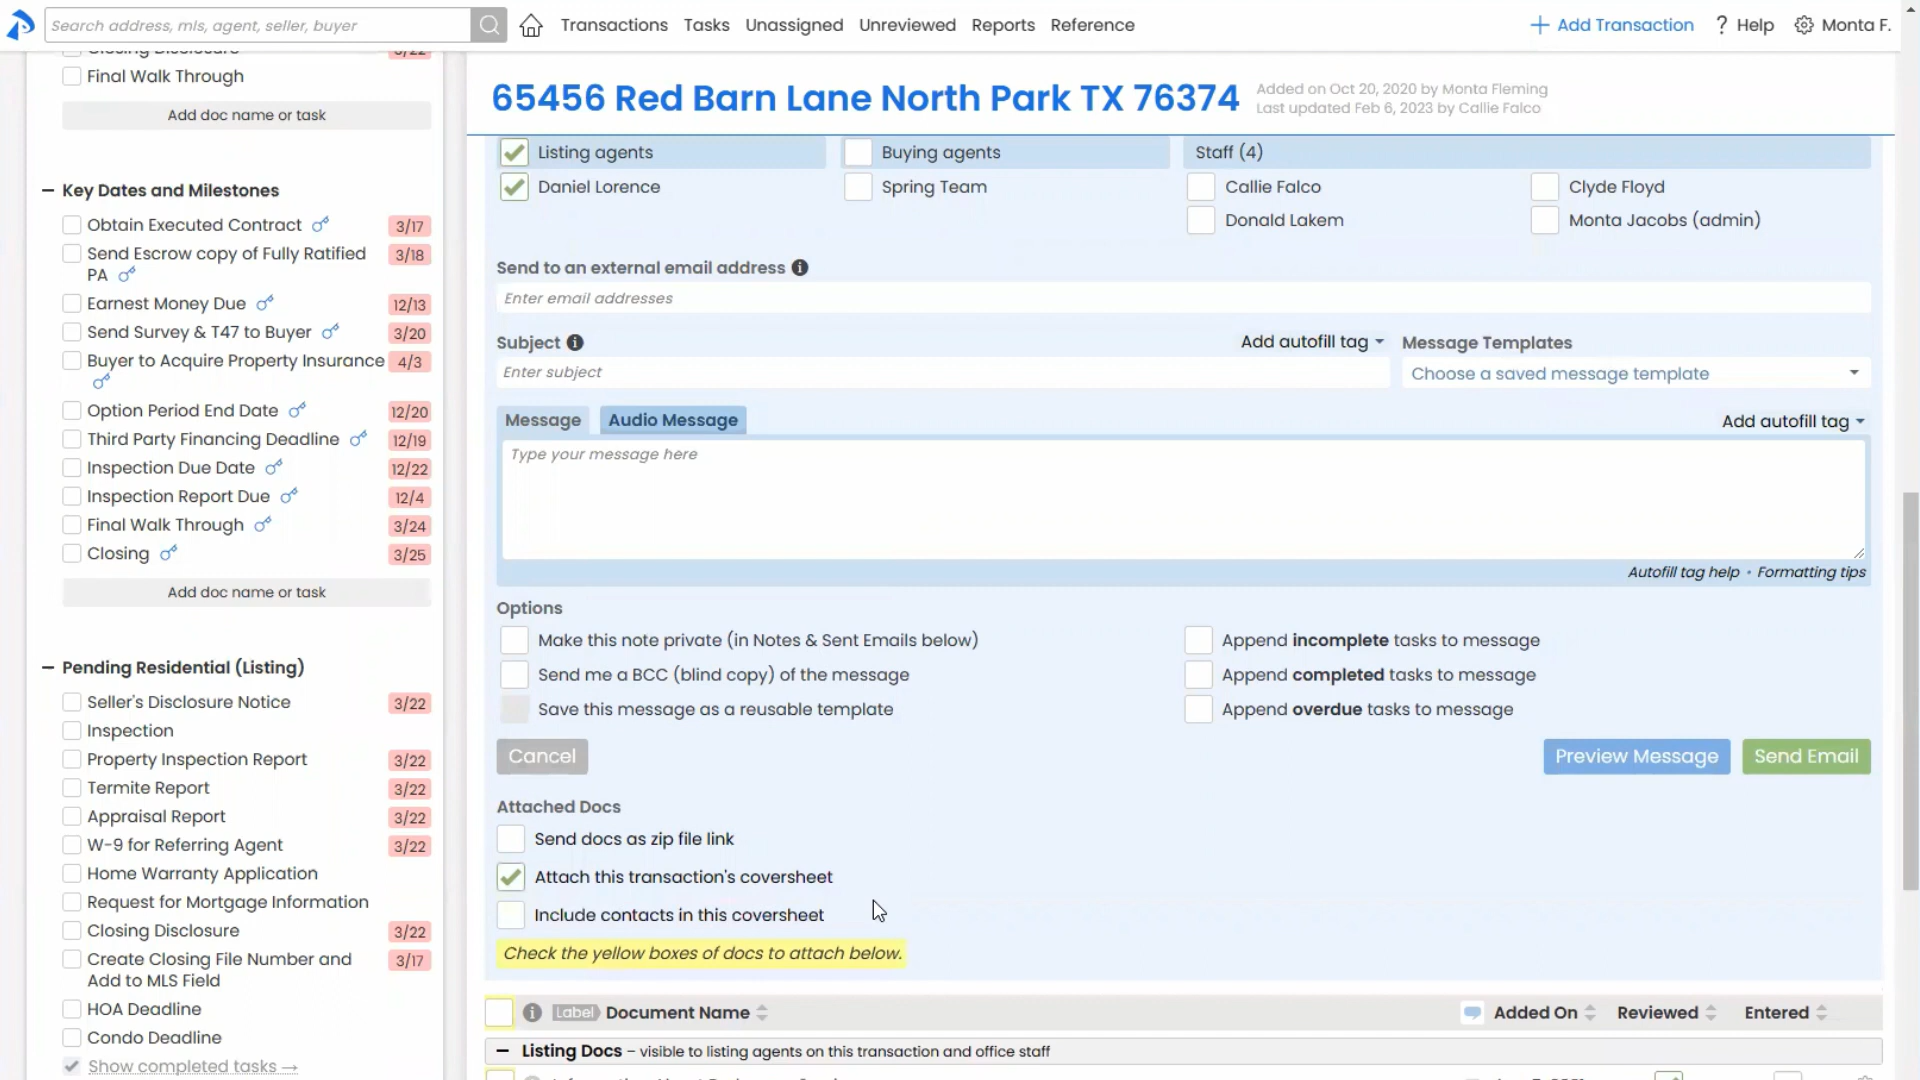 Search address, mls, agent, seller, buyer
Transactions
Tasks
Unassigned
Unreviewed
Reports
Reference
Add Transaction
? Help
Monta F.
Closing Disclosure
3/22
Final Walk Through
Add doc name or task
Key Dates and Milestones
Obtain Executed Contract
3/17
Send Escrow copy of Fully Ratified
PA
3/18
Earnest Money Due
12/13
Send Survey & T47 to Buyer
3/20
Buyer to Acquire Property Insurance
4/3
Option Period End Date
12/20
Third Party Financing Deadline
12/19
Inspection Due Date
12/22
Inspection Report Due
12/4
Final Walk Through
3/24
Closing
3/25
Add doc name or task
Pending Residential (Listing)
Seller's Disclosure Notice
3/22
Inspection
Property Inspection Report
3/22
Termite Report
3/22
Appraisal Report
3/22
W-9 for Referring Agent
3/22
Home Warranty Application
Request for Mortgage Information
Closing Disclosure
3/22
Create Closing File Number and
Add to MLS Field
3/17
HOA Deadline
Condo Deadline
Show completed tasks →
65456 Red Barn Lane North Park TX 76374
Added on Oct 20, 2020 by Monta Fleming
Last updated Feb 6, 2023 by Callie Falco
Listing agents
Buying agents
Staff (4)
Daniel Lorence
Spring Team
Callie Falco
Clyde Floyd
Donald Lakem
Monta Jacobs (admin)
Send to an external email address
Enter email addresses
Subject
Add autofill tag
Message Templates
Enter subject
Choose a saved message template
Message
Audio Message
Add autofill tag
Type your message here
Autofill tag help • Formatting tips
Options
Make this note private (in Notes & Sent Emails below)
Append incomplete tasks to message
Send me a BCC (blind copy) of the message
Append completed tasks to message
Save this message as a reusable template
Append overdue tasks to message
Cancel
Preview Message
Send Email
Attached Docs
Send docs as zip file link
Attach this transaction's coversheet
Include contacts in this coversheet
Check the yellow boxes of docs to attach below.
Label
Document Name
Added On
Reviewed
Entered
Listing Docs – visible to listing agents on this transaction and office staff